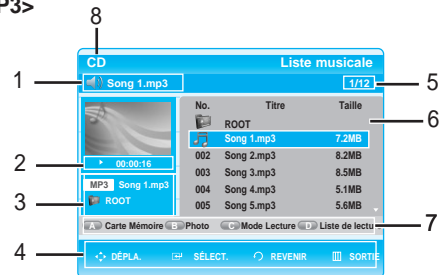 P3>
8
CD Liste musicale
1 Song 1.mp3 1/12 5
No. Titre Taille
ROOT 6
Song 1.mp3 7.2MB
002 Song 2.mp3 8.2MB
2 00:00:16
003 Song 3.mp3 8.5MB
MP3 Song 1.mp3
004 Song 4.mp3 5.1MB
3 ROOT
005 Song 5.mp3 5.6MB
A Carte Mémoire B Photo C Mode Lecture D Liste de lectu 7
4 DÉPLA. SÉLECT. REVENIR SORTIE